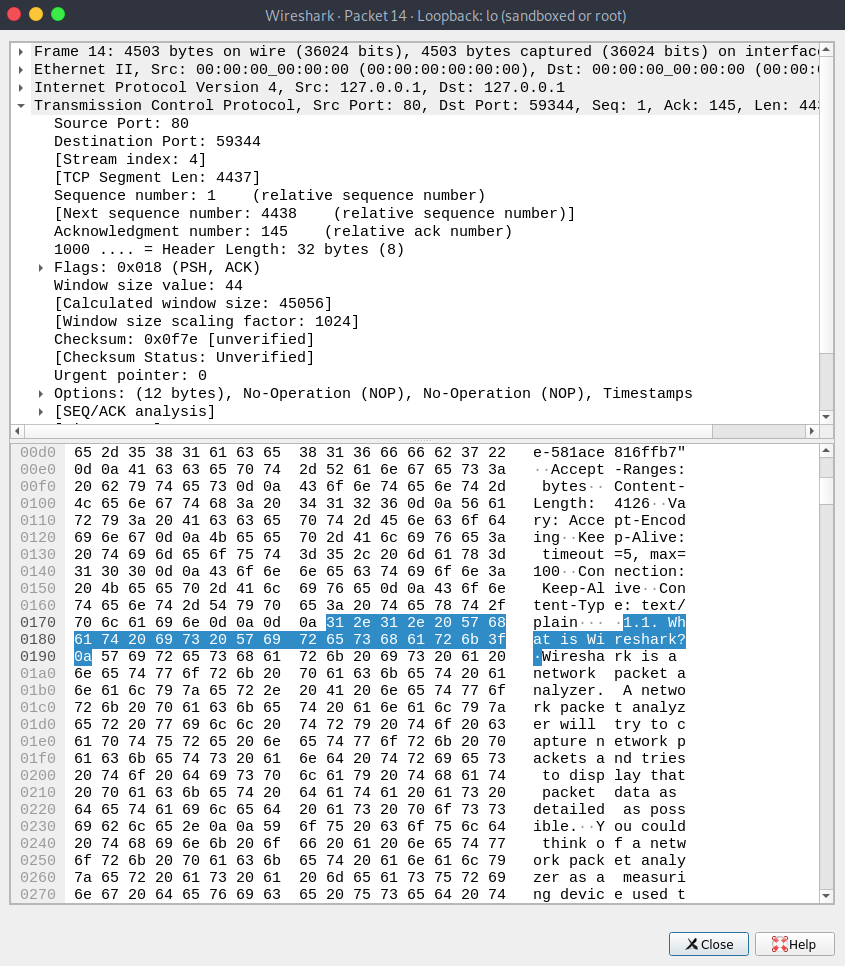 Wireshark · Packet 14 · Loopback: lo (sandboxed or root)
Frame 14: 4503 bytes on wire (36024 bits), 4503 bytes captured (36024 bits) on interface
Ethernet II, Src: 00:00:00_00:00:00 (00:00:00:00:00:00), Dst: 00:00:00_00:00:00 (00:00:0
Internet Protocol Version 4, Src: 127.0.0.1, Dst: 127.0.0.1
Transmission Control Protocol, Src Port: 80, Dst Port: 59344, Seq: 1, Ack: 145, Len: 443
Source Port: 80
Destination Port: 59344
[Stream index: 4]
[TCP Segment Len: 4437]
Sequence number: 1    (relative sequence number)
[Next sequence number: 4438    (relative sequence number)]
Acknowledgment number: 145    (relative ack number)
1000 .... = Header Length: 32 bytes (8)
Flags: 0x018 (PSH, ACK)
Window size value: 44
[Calculated window size: 45056]
[Window size scaling factor: 1024]
Checksum: 0x0f7e [unverified]
[Checksum Status: Unverified]
Urgent pointer: 0
Options: (12 bytes), No-Operation (NOP), No-Operation (NOP), Timestamps
[SEQ/ACK analysis]
00d0  65 2d 35 38 31 61 63 65  38 31 36 66 66 62 37 22   e-581ace 816ffb7"
00e0  0d 0a 41 63 63 65 70 74  2d 52 61 6e 67 65 73 3a   ··Accept -Ranges:
00f0  20 62 79 74 65 73 0d 0a  43 6f 6e 74 65 6e 74 2d    bytes·· Content-
0100  4c 65 6e 67 74 68 3a 20  34 31 32 36 0d 0a 56 61   Length:  4126··Va
0110  72 79 3a 20 41 63 63 65  70 74 2d 45 6e 63 6f 64   ry: Acce pt-Encod
0120  69 6e 67 0d 0a 4b 65 65  70 2d 41 6c 69 76 65 3a   ing··Kee p-Alive:
0130  20 74 69 6d 65 6f 75 74  3d 35 2c 20 6d 61 78 3d    timeout =5, max=
0140  31 30 30 0d 0a 43 6f 6e  6e 65 63 74 69 6f 6e 3a   100··Con nection:
0150  20 4b 65 65 70 2d 41 6c  69 76 65 0d 0a 43 6f 6e    Keep-Al ive··Con
0160  74 65 6e 74 2d 54 79 70  65 3a 20 74 65 78 74 2f   tent-Typ e: text/
0170  70 6c 61 69 6e 0d 0a 0d  0a 31 2e 31 2e 20 57 68   plain··· ·1.1. Wh
0180  61 74 20 69 73 20 57 69  72 65 73 68 61 72 6b 3f   at is Wi reshark?
0190  0a 57 69 72 65 73 68 61  72 6b 20 69 73 20 61 20   ·Wiresha rk is a
01a0  6e 65 74 77 6f 72 6b 20  70 61 63 6b 65 74 20 61   network  packet a
01b0  6e 61 6c 79 7a 65 72 2e  20 41 20 6e 65 74 77 6f   nalyzer.  A netwo
01c0  72 6b 20 70 61 63 6b 65  74 20 61 6e 61 6c 79 7a   rk packe t analyz
01d0  65 72 20 77 69 6c 6c 20  74 72 79 20 74 6f 20 63   er will  try to c
01e0  61 70 74 75 72 65 20 6e  65 74 77 6f 72 6b 20 70   apture n etwork p
01f0  61 63 6b 65 74 73 20 61  6e 64 20 74 72 69 65 73   ackets a nd tries
0200  20 74 6f 20 64 69 73 70  6c 61 79 20 74 68 61 74    to disp lay that
0210  20 70 61 63 6b 65 74 20  64 61 74 61 20 61 73 20    packet  data as
0220  64 65 74 61 69 6c 65 64  20 61 73 20 70 6f 73 73   detailed  as poss
0230  69 62 6c 65 2e 0a 0a 59  6f 75 20 63 6f 75 6c 64   ible.··Y ou could
0240  20 74 68 69 6e 6b 20 6f  66 20 61 20 6e 65 74 77    think o f a netw
0250  6f 72 6b 20 70 61 63 6b  65 74 20 61 6e 61 6c 79   ork pack et analy
0260  7a 65 72 20 61 73 20 61  20 6d 65 61 73 75 72 69   zer as a  measuri
0270  6e 67 20 64 65 76 69 63  65 20 75 73 65 64 20 74   ng devic e used t
Close
Help